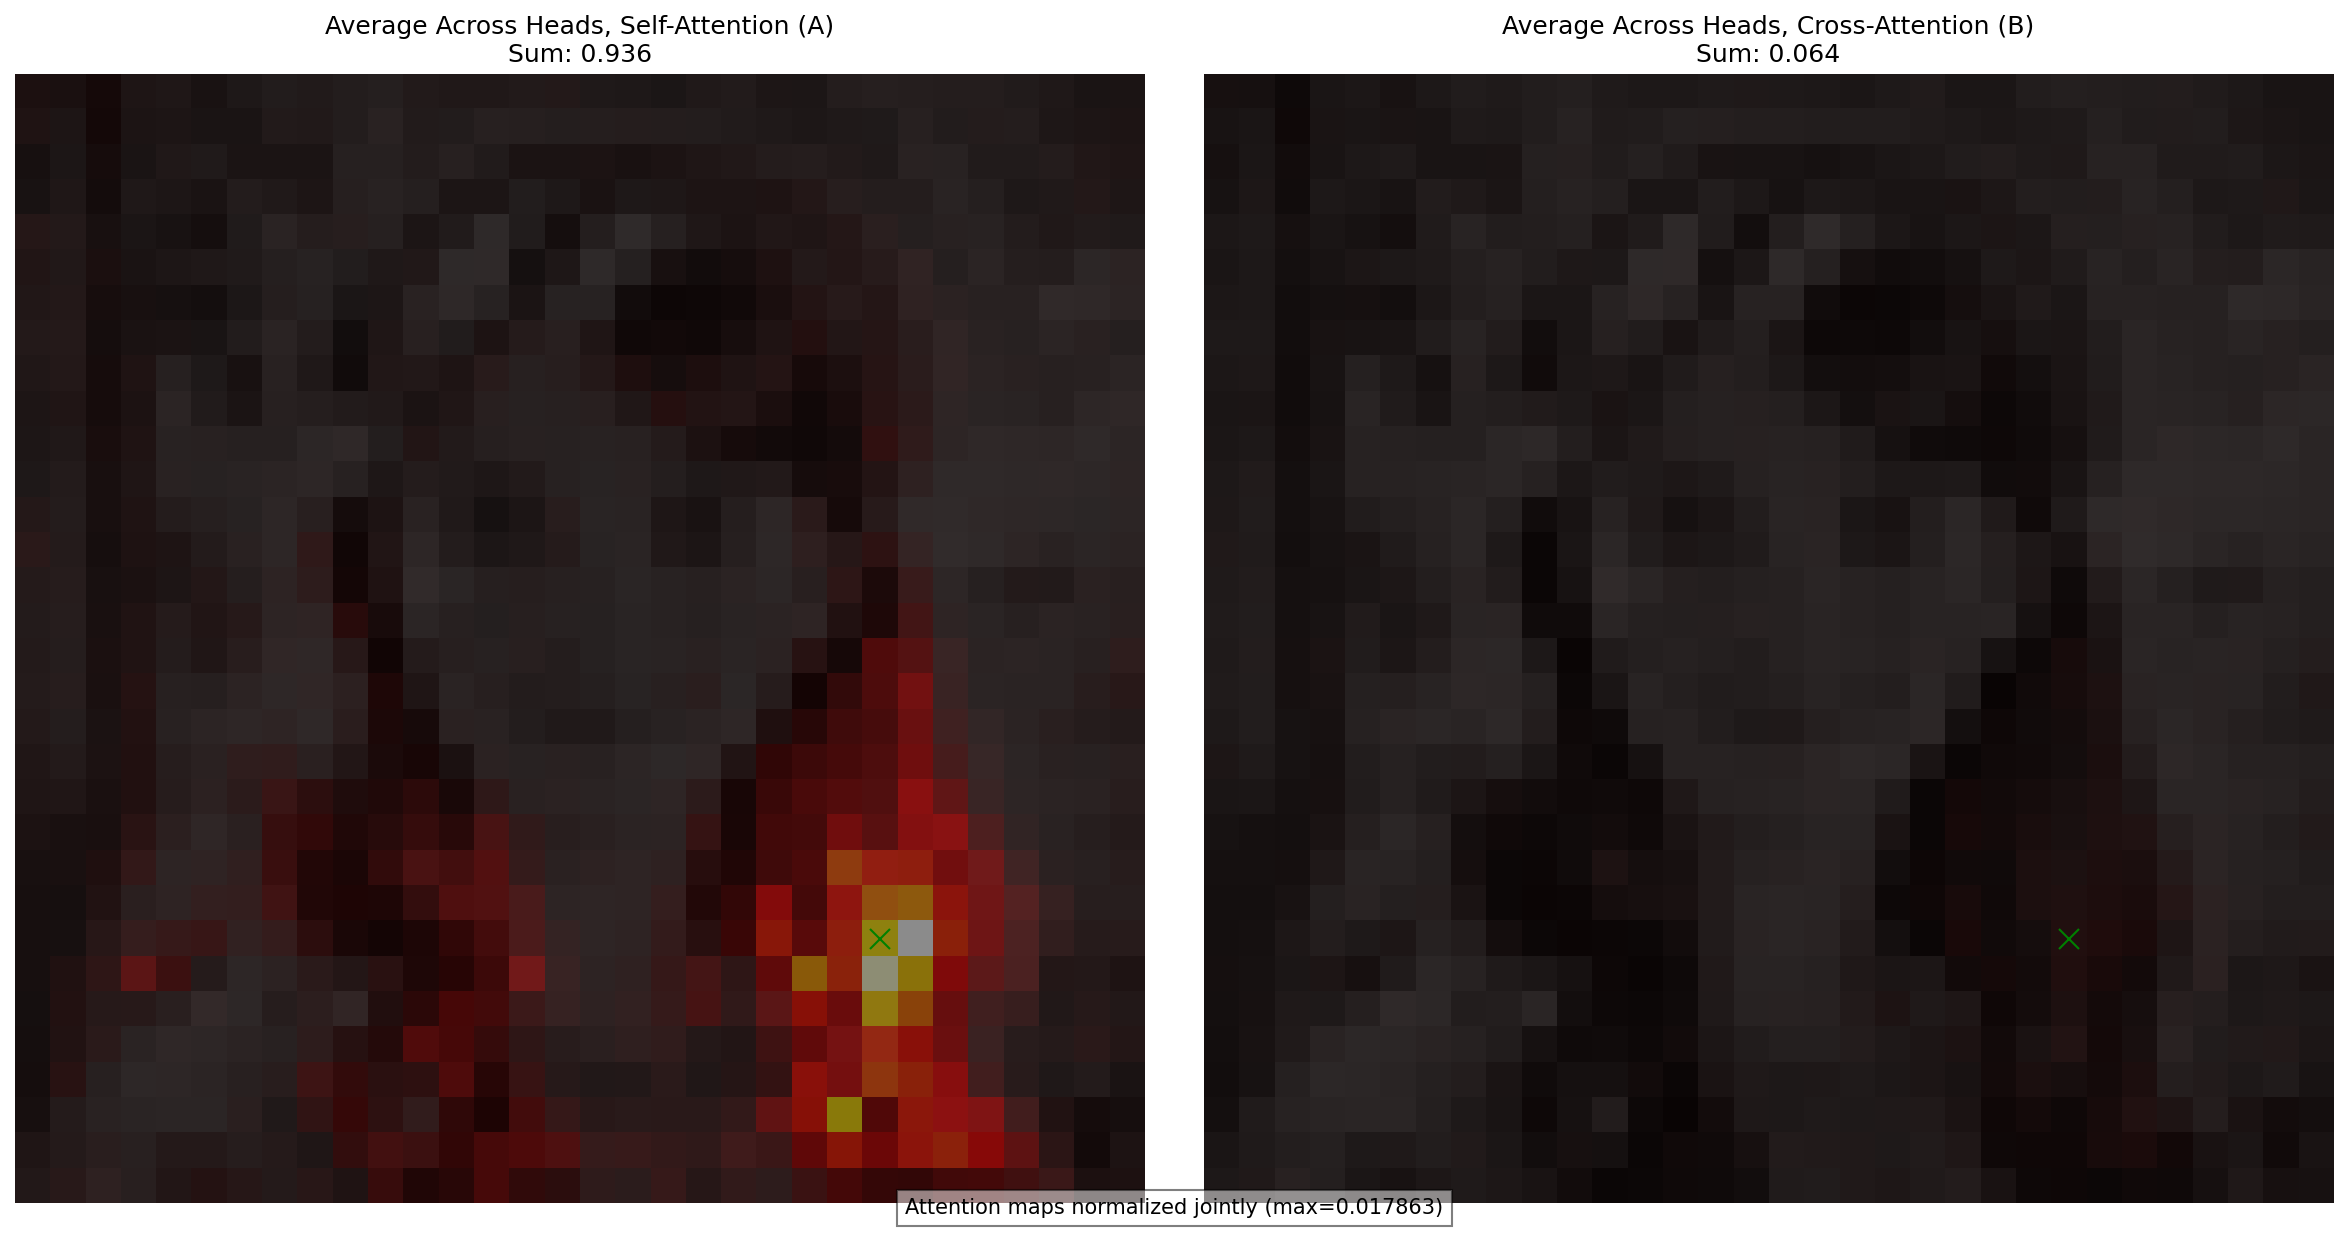 Average Across Heads, Self-Attention (A)
Sum: 0.936
Average Across Heads, Cross-Attention (B)
Sum: 0.064
Attention maps normalized jointly (max=0.017863)